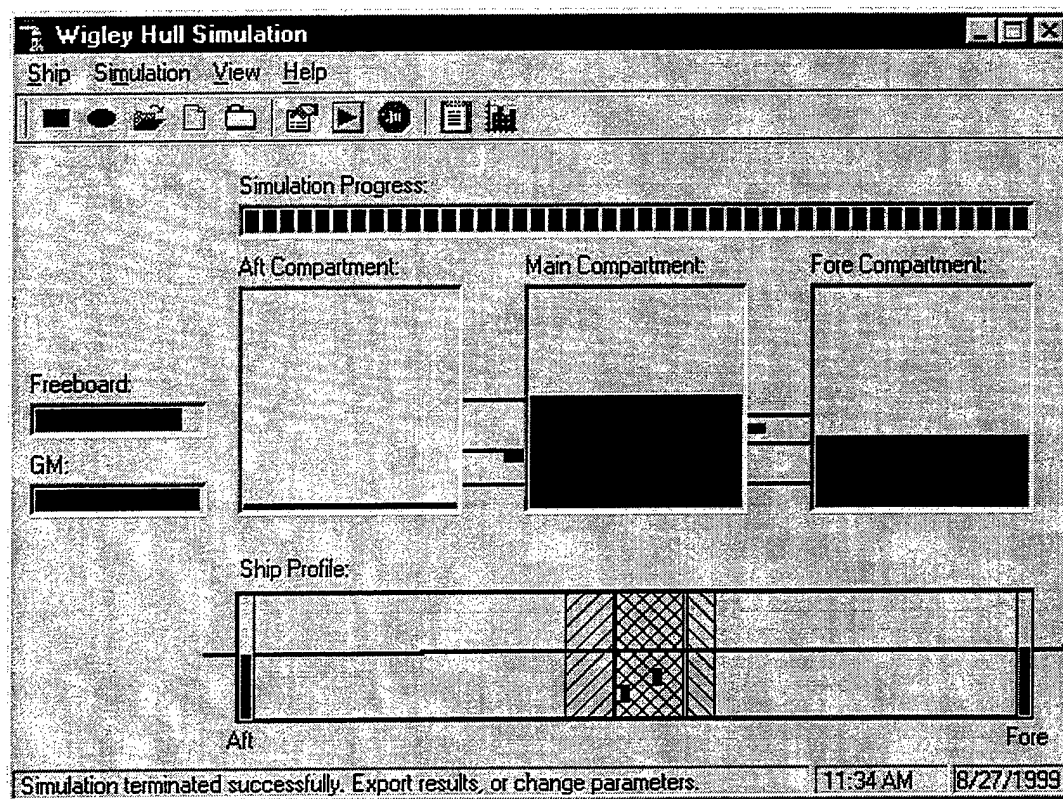 Wigley Hull Simulation
Ship Simulation View Help
Simulation Progress:
Aft Compartment: Main Compartment: Fore Compartment:
Freeboard:
GM:
Ship Profile:
Aft Fore
Simulation terminated successfully. Export results, or change parameters. 11:34 AM 8/27/1999